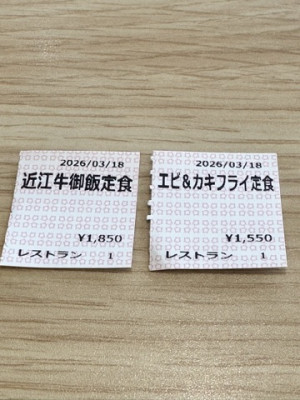 2026/03/18
近江牛御飯定食
¥1,850
レストラン 1
2026/03/18
エビ&カキフライ定食
¥1,550
レストラン 1